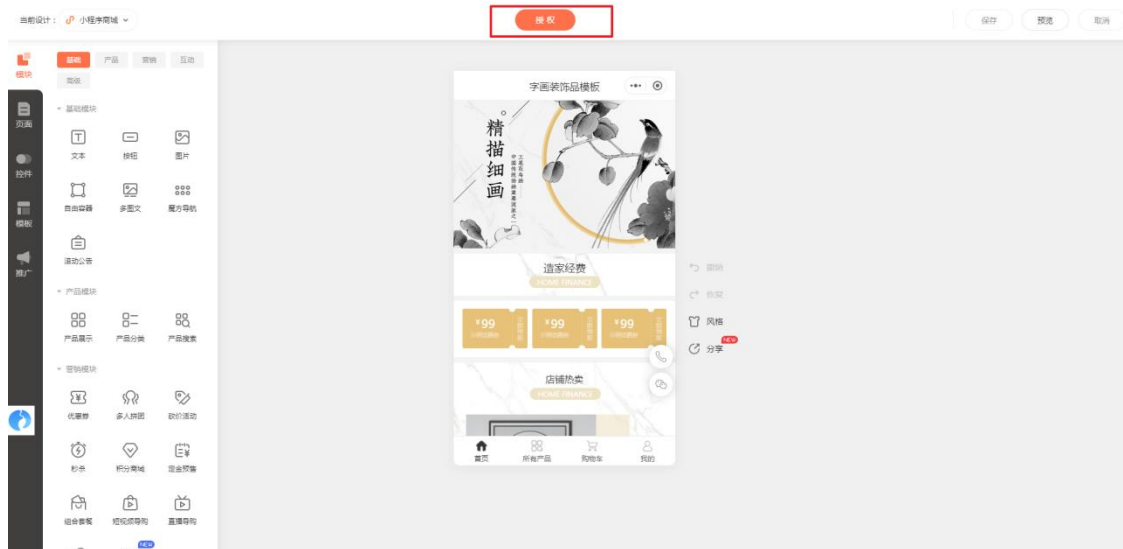 当前设计： 小程序商城
授权
保存 预览 取消
模块
页面
控件
模板
推广
基础 产品 营销 互动
高级
基础模块
文本 按钮 图片
自由容器 多图文 魔方导航
滚动公告
产品模块
产品展示 产品分类 产品搜索
营销模块
优惠券 多人拼团 砍价活动
秒杀 积分商城 定金预售
组合套餐 短视频导购 直播导购
NEW
字画装饰品模板
精描细画
造家经费
HOME FINANCE
¥99 ¥99 ¥99
店铺热卖
HOME FINANCE
首页 所有产品 购物车 我的
撤销
恢复
风格
分享 NEW